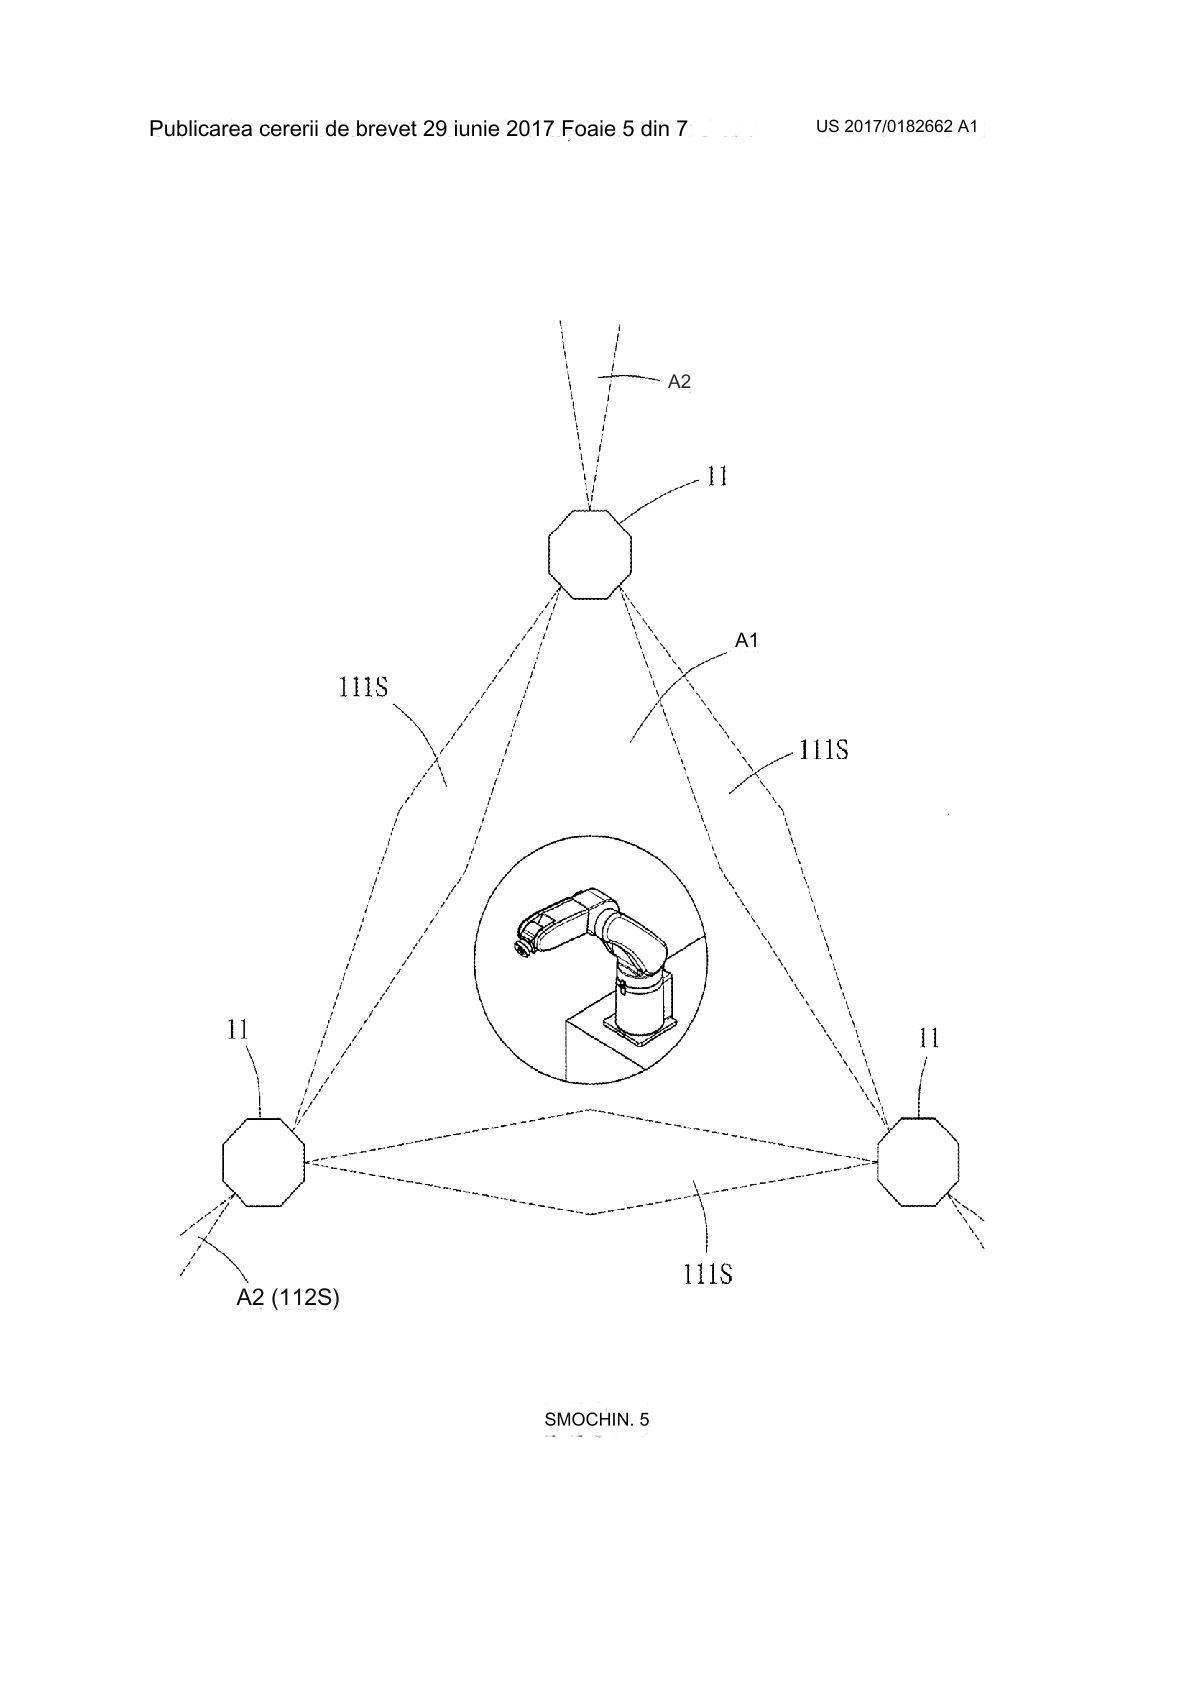 Publicarea cererii de brevet 29 iunie 2017 Foaie 5 din 7
US 2017/0182662 A1
A2
11
A1
111S
111S
11
11
111S
A2 (112S)
SMOCHIN. 5